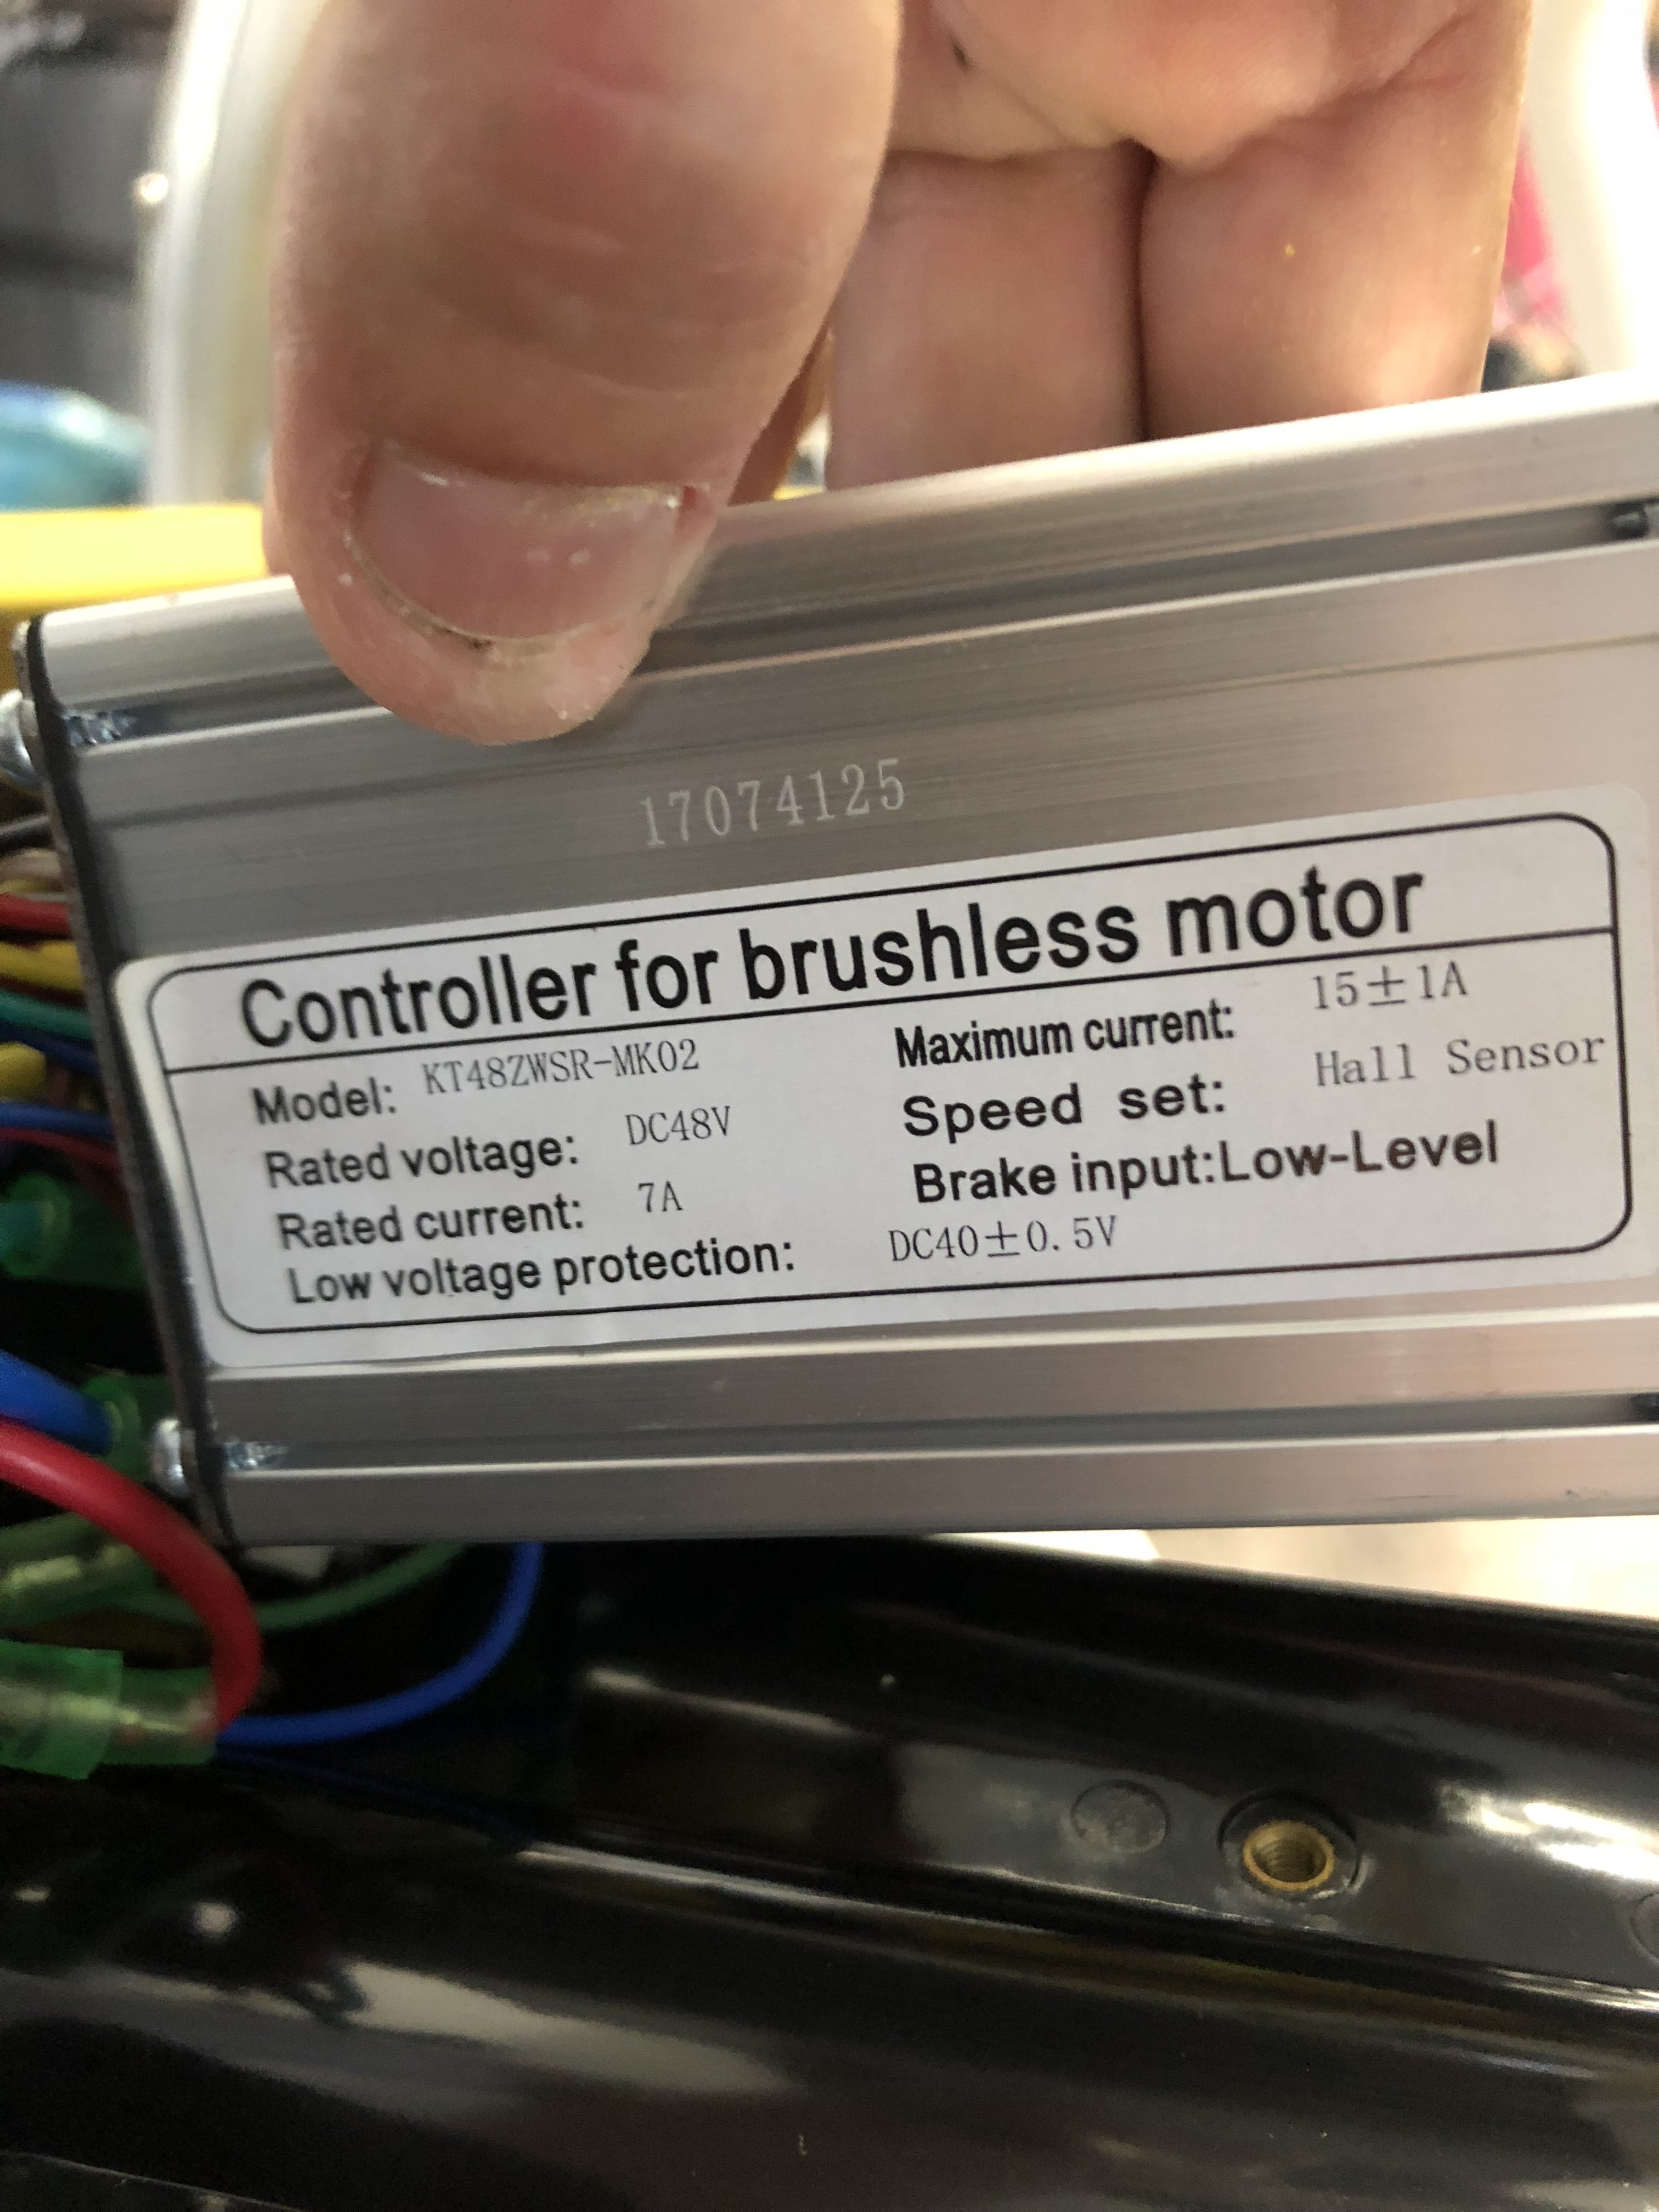 17074125
Controller for brushless motor
Model: KT48ZWSR-MK02
Maximum current: 15±1A
Rated voltage: DC48V
Speed set: Hall Sensor
Rated current: 7A
Brake input:Low-Level
Low voltage protection: DC40±0.5V